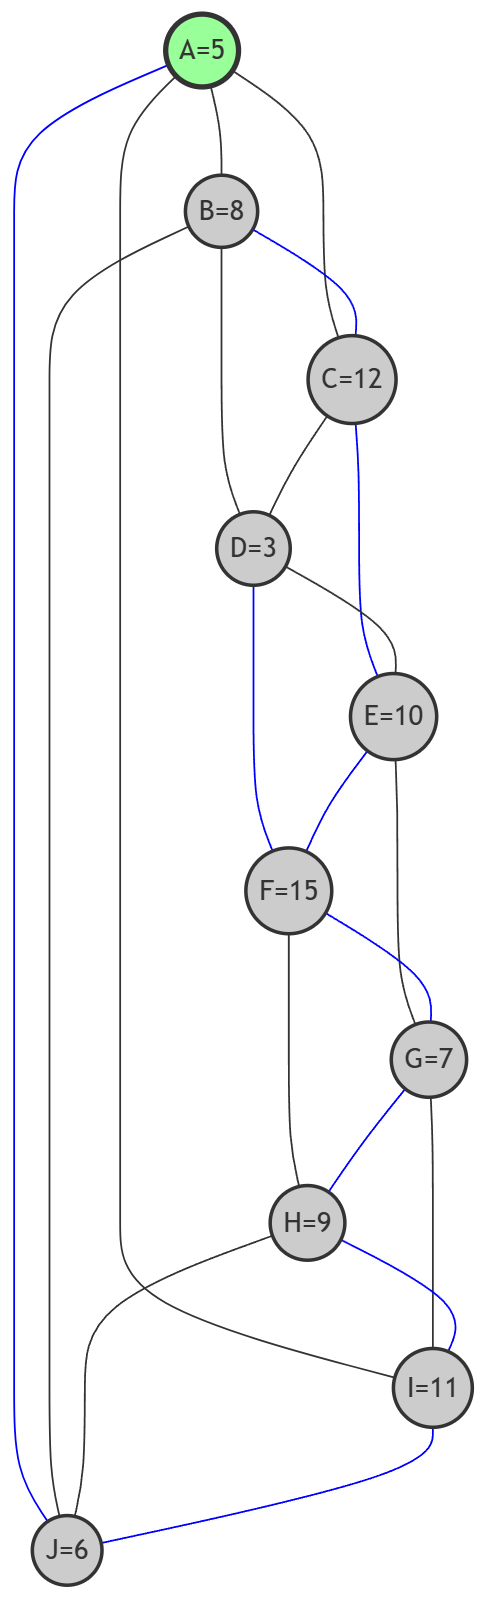 A=5
B=8
C=12
D=3
E=10
F=15
G=7
H=9
I=11
J=6